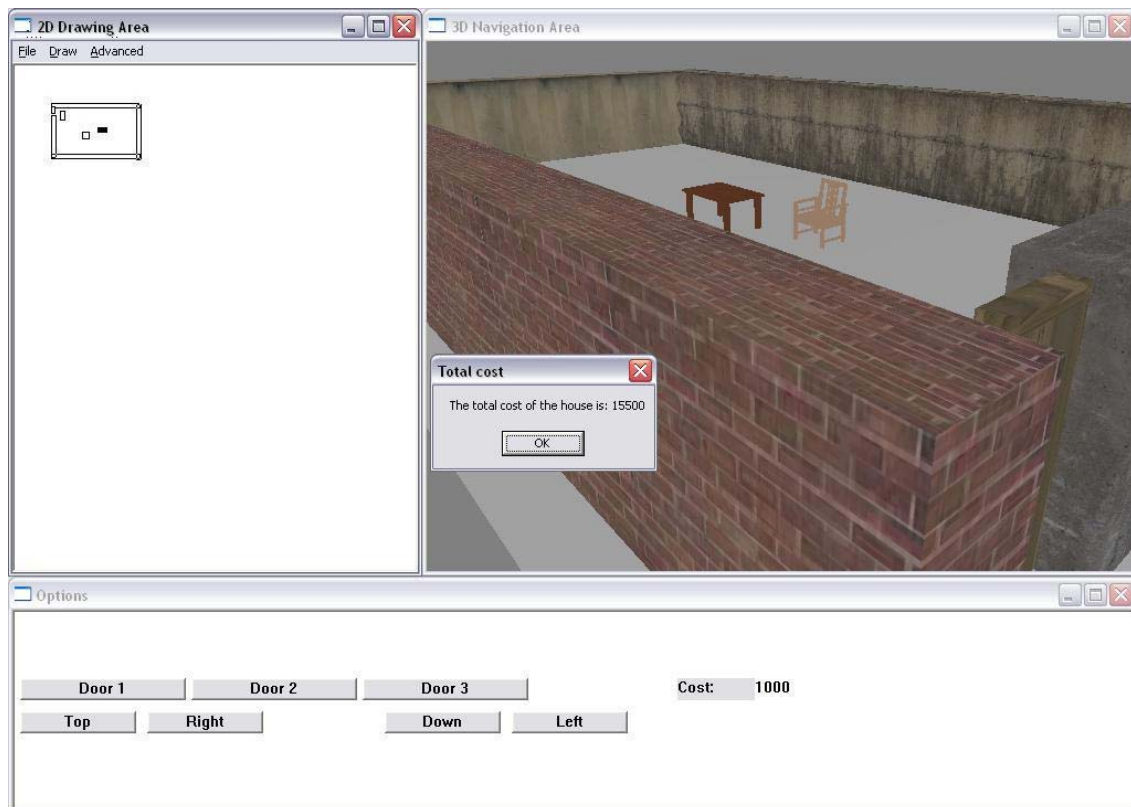 2D Drawing Area
File Draw Advanced
3D Navigation Area
Total cost
The total cost of the house is: 15500
OK
Options
Door 1 Door 2 Door 3 Cost: 1000
Top Right Down Left